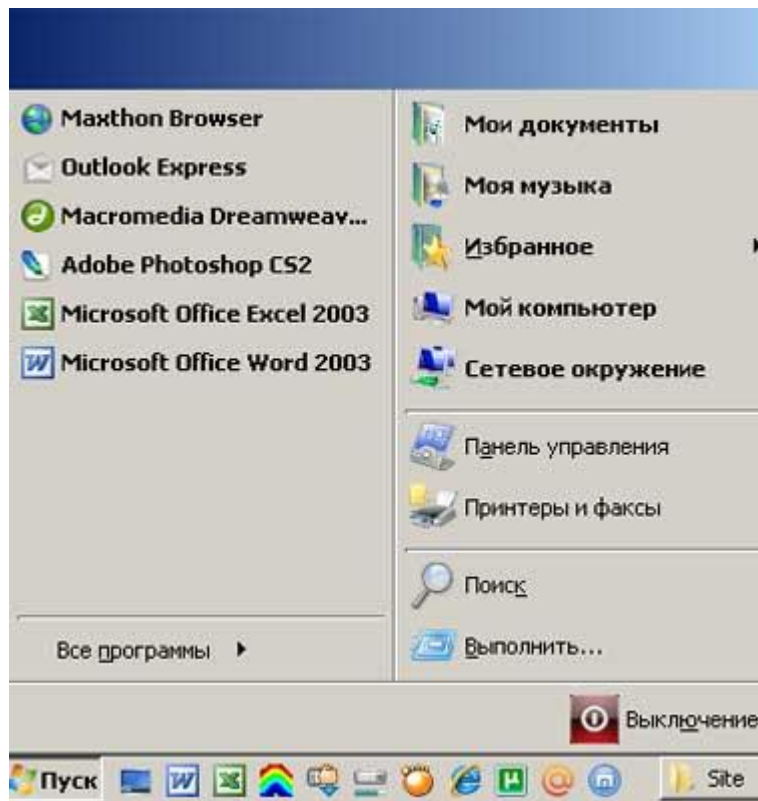 Maxthon Browser
Outlook Express
Macromedia Dreamweav...
Adobe Photoshop CS2
Microsoft Office Excel 2003
Microsoft Office Word 2003
Все программы
Мои документы
Моя музыка
Избранное
Мой компьютер
Сетевое окружение
Панель управления
Принтеры и факсы
Поиск
Выполнить...
Выключение
Пуск
Site